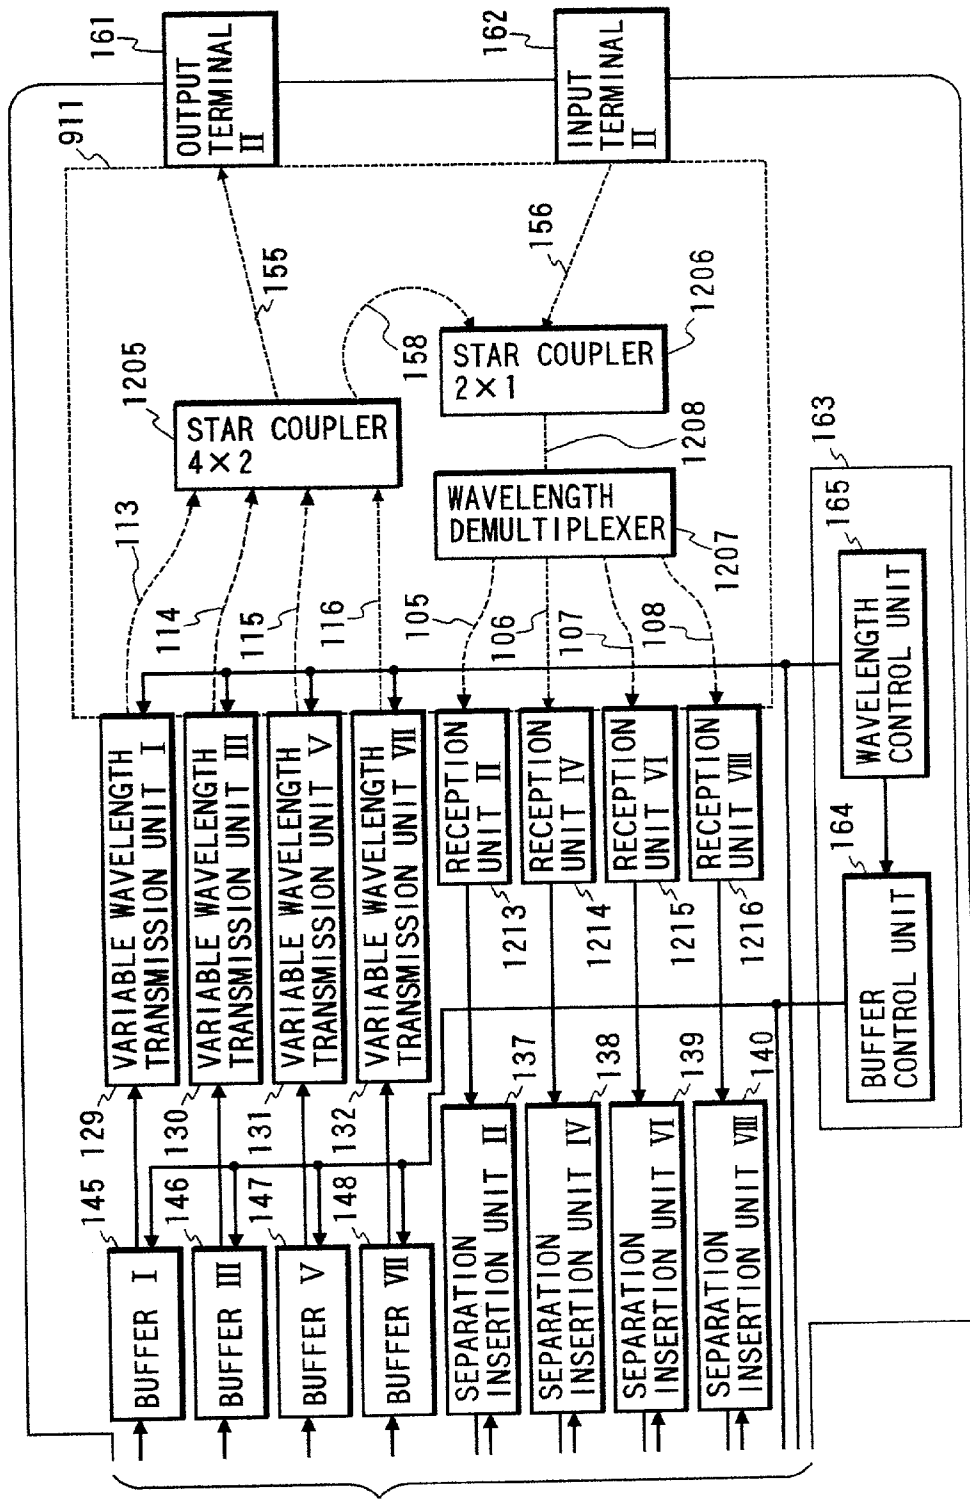 145
BUFFER I
146
BUFFER III
147
BUFFER V
148
BUFFER VII
129
VARIABLE WAVELENGTH
TRANSMISSION UNIT I
130
VARIABLE WAVELENGTH
TRANSMISSION UNIT III
131
VARIABLE WAVELENGTH
TRANSMISSION UNIT V
132
VARIABLE WAVELENGTH
TRANSMISSION UNIT VII
113
114
115
116
1205
STAR COUPLER
4×2
155
158
911
161
OUTPUT
TERMINAL
II
162
INPUT
TERMINAL
II
156
STAR COUPLER
2×1
1206
1208
WAVELENGTH
DEMULTIPLEXER
1207
105
106
107
108
RECEPTION
UNIT II
1213
RECEPTION
UNIT IV
1214
RECEPTION
UNIT VI
1215
RECEPTION
UNIT VIII
1216
SEPARATION
INSERTION UNIT II
137
SEPARATION
INSERTION UNIT IV
138
SEPARATION
INSERTION UNIT VI
139
SEPARATION
INSERTION UNIT VIII
140
163
164
BUFFER
CONTROL UNIT
165
WAVELENGTH
CONTROL UNIT